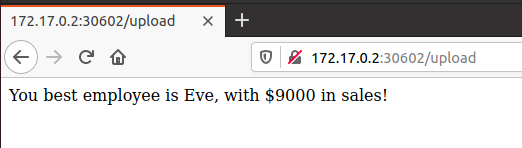 172.17.0.2:30602/upload
172.17.0.2:30602/upload
You best employee is Eve, with $9000 in sales!